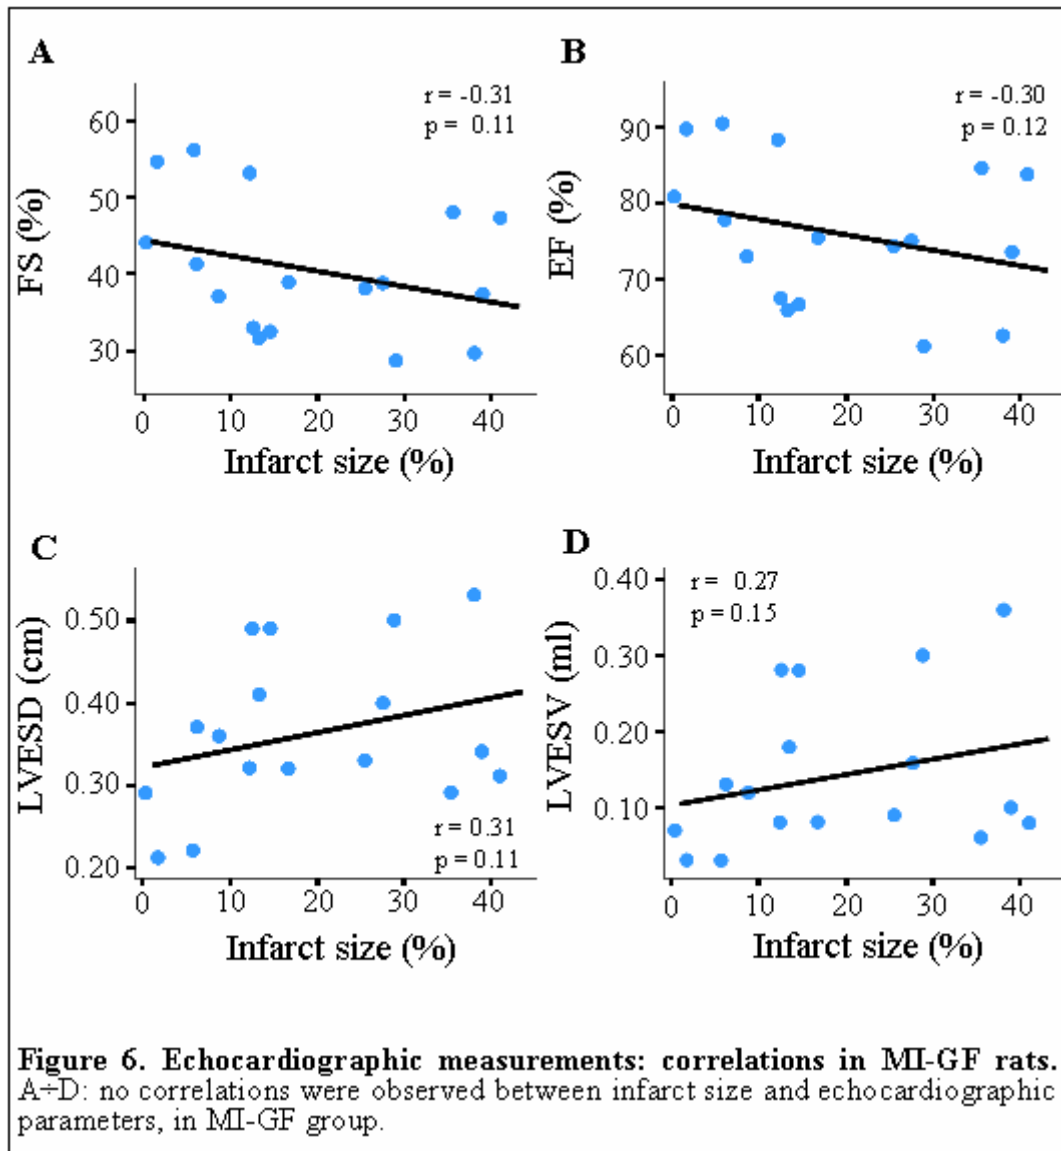 A
r = -0.31
p = 0.11
FS (%)
60
50
40
30
0 10 20 30 40
Infarct size (%)
B
r = -0.30
p = 0.12
EF (%)
90
80
70
60
0 10 20 30 40
Infarct size (%)
C
LVESD (cm)
0.50
0.40
0.30
0.20
r = 0.31
p = 0.11
0 10 20 30 40
Infarct size (%)
D
r = 0.27
p = 0.15
LVESV (ml)
0.40
0.30
0.20
0.10
0 10 20 30 40
Infarct size (%)
Figure 6. Echocardiographic measurements: correlations in MI-GF rats.
A÷D: no correlations were observed between infarct size and echocardiographic
parameters, in MI-GF group.